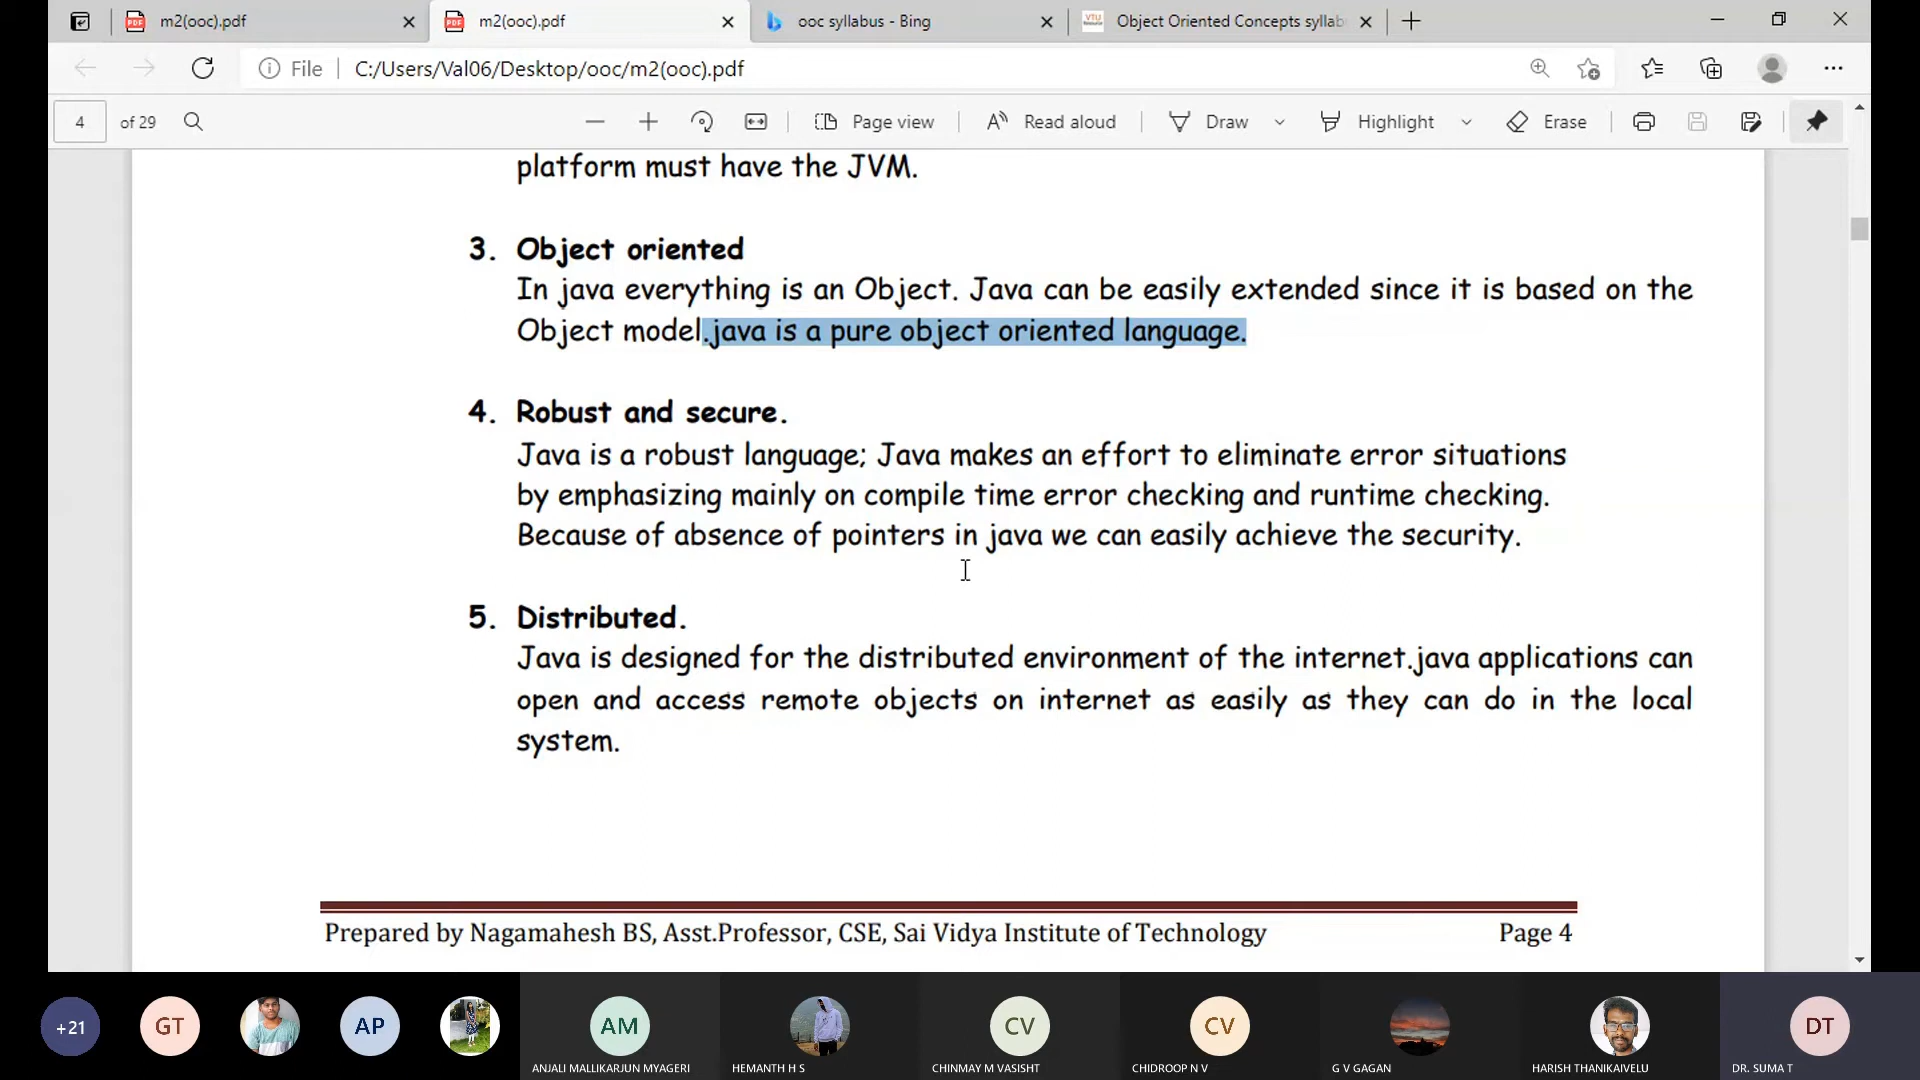 m2(ooc).pdf
m2(ooc).pdf
ooc syllabus - Bing
VTU
Object Oriented Concepts syllab
File
C:/Users/Val06/Desktop/ooc/m2(ooc).pdf
4 of 29
Page view
Read aloud
Draw
Highlight
Erase
platform must have the JVM.
3. Object oriented
In java everything is an Object. Java can be easily extended since it is based on the
Object model.java is a pure object oriented language.
4. Robust and secure.
Java is a robust language; Java makes an effort to eliminate error situations
by emphasizing mainly on compile time error checking and runtime checking.
Because of absence of pointers in java we can easily achieve the security.
5. Distributed.
Java is designed for the distributed environment of the internet.java applications can
open and access remote objects on internet as easily as they can do in the local
system.
Prepared by Nagamahesh BS, Asst.Professor, CSE, Sai Vidya Institute of Technology Page 4
+21
GT
AP
AM
CV
CV
DT
ANJALI MALLIKARJUN MYAGERI
HEMANTH H S
CHINMAY M VASISHT
CHIDROOP N V
G V GAGAN
HARISH THANIKAIVELU
DR. SUMA T